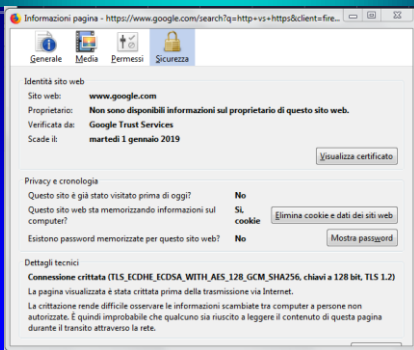 Informazioni pagina - https://www.google.com/search?q=http+vs+https&client=fire...
Generale Media Permessi Sicurezza
Identità sito web
Sito web: www.google.com
Proprietario: Non sono disponibili informazioni sul proprietario di questo sito web.
Verificata da: Google Trust Services
Scade il: martedì 1 gennaio 2019
Visualizza certificato
Privacy e cronologia
Questo sito è già stato visitato prima di oggi? No
Questo sito web sta memorizzando informazioni sul Sì,
computer? cookie Elimina cookie e dati dei siti web
Esistono password memorizzate per questo sito web? No Mostra password
Dettagli tecnici
Connessione crittata (TLS_ECDHE_ECDSA_WITH_AES_128_GCM_SHA256, chiavi a 128 bit, TLS 1.2)
La pagina visualizzata è stata crittata prima della trasmissione via Internet.
La crittazione rende difficile osservare le informazioni scambiate tra computer a persone non
autorizzate. È quindi improbabile che qualcuno sia riuscito a leggere il contenuto di questa pagina
durante il transito attraverso la rete.